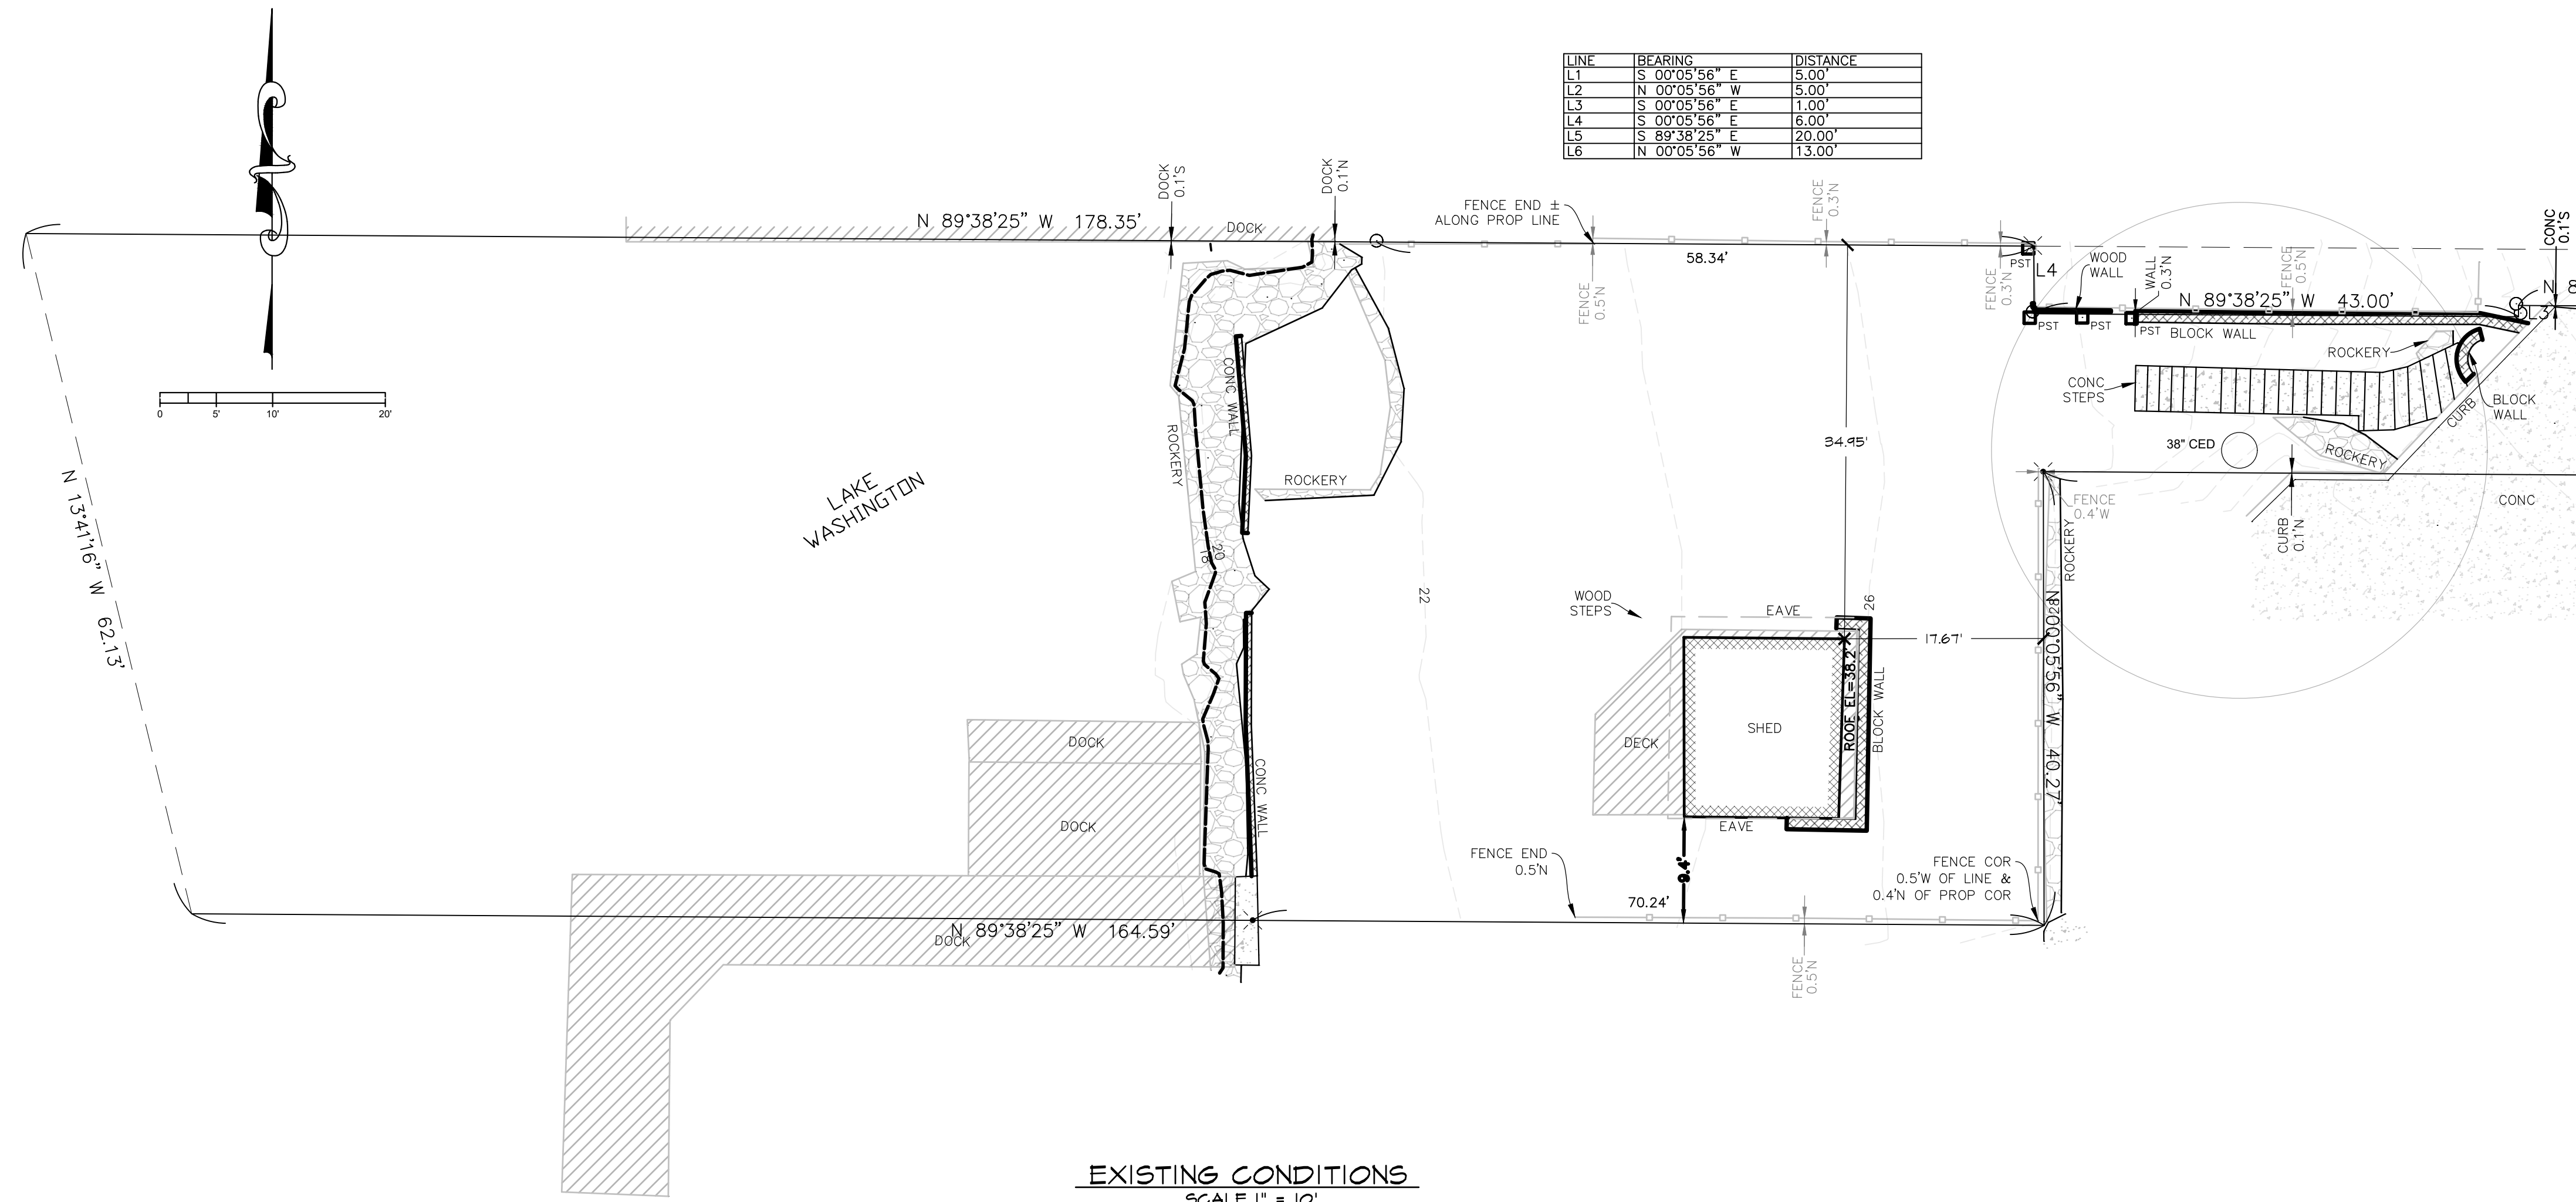 LINE BEARING DISTANCE
L1 S 00°05'56" E 5.00'
L2 N 00°05'56" W 5.00'
L3 S 00°05'56" E 1.00'
L4 S 00°05'56" E 6.00'
L5 S 89°38'25" E 20.00'
L6 N 00°05'56" W 13.00'
DOCK
0.1'S
DOCK
0.1'N
N 89°38'25" W 178.35'
DOCK
FENCE END ±
ALONG PROP LINE
FENCE
0.3'N
58.34'
FENCE
0.5'N
FENCE
0.3'N
PST
L4
WOOD
WALL
WALL
0.3'N
FENCE
0.5'N
CONC
0.1'S
N 89°38'25" W 43.00'
N 8
L3
PST
PST
PST
BLOCK WALL
ROCKERY
CONC
STEPS
BLOCK
WALL
CURB
38" CED
ROCKERY
CURB
0.1'N
CONC
0 5' 10' 20'
N 13°41'16" W 62.13'
LAKE
WASHINGTON
ROCKERY
CONC WALL
ROCKERY
18
20
22
34.95'
FENCE
0.4'W
ROCKERY
WOOD
STEPS
EAVE
26
17.67'
28
N 00°05'56" W 40.27'
DECK
SHED
ROOF EL=38.2'
BLOCK WALL
EAVE
DOCK
DOCK
CONC WALL
9.4'
FENCE END
0.5'N
FENCE COR
0.5'W OF LINE &
0.4'N OF PROP COR
70.24'
N 89°38'25" W 164.59'
DOCK
FENCE
0.5'N
EXISTING CONDITIONS
SCALE 1" = 10'